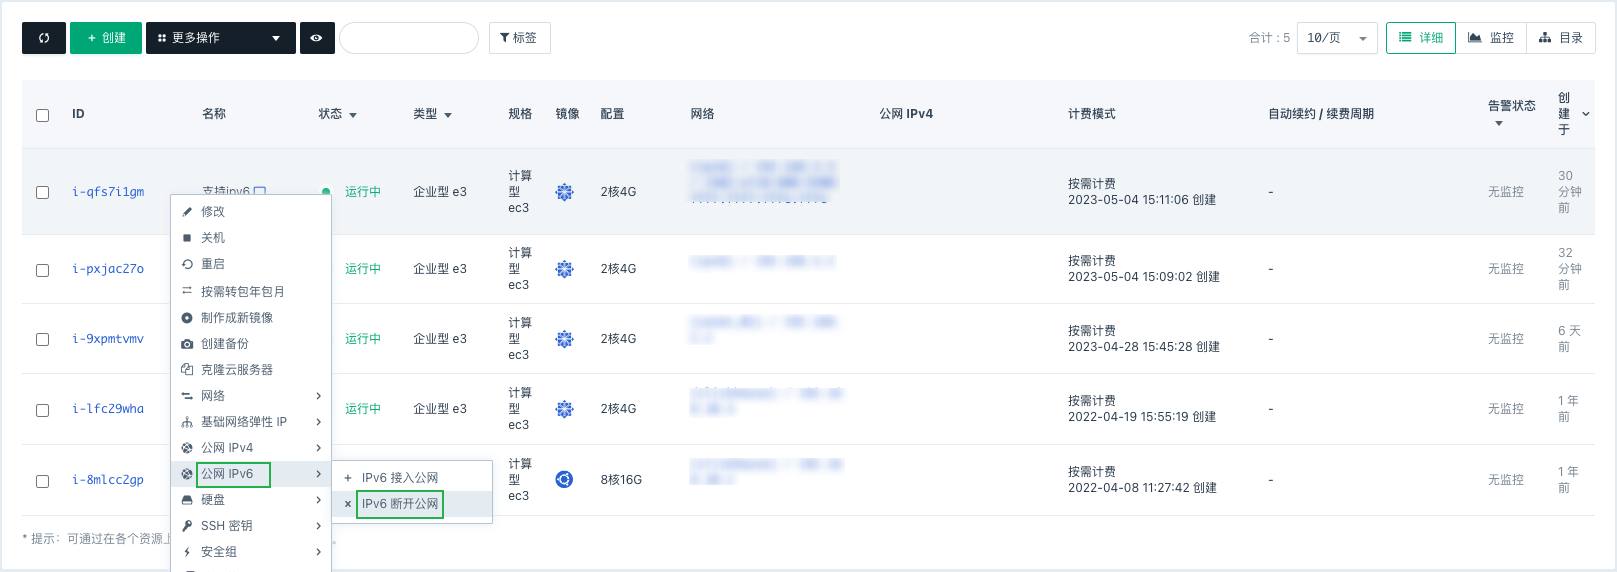 创建
更多操作
标签
合计 : 5
10/页
详细
监控
目录
ID
名称
状态
类型
规格
镜像
配置
网络
公网 IPv4
计费模式
自动续约 / 续费周期
告警状态
创
建
于
i-qfs7i1gm
支持ipv6
运行中
企业型 e3
计算
型
ec3
2核4G
按需计费
2023-05-04 15:11:06 创建
-
无监控
30
分钟
前
i-pxjac27o
运行中
企业型 e3
计算
型
ec3
2核4G
按需计费
2023-05-04 15:09:02 创建
-
无监控
32
分钟
前
i-9xpmtvmv
运行中
企业型 e3
计算
型
ec3
2核4G
按需计费
2023-04-28 15:45:28 创建
-
无监控
6 天
前
i-lfc29wha
运行中
企业型 e3
计算
型
ec3
2核4G
按需计费
2022-04-19 15:55:19 创建
-
无监控
1 年
前
i-8mlcc2gp
计算
型
ec3
8核16G
按需计费
2022-04-08 11:27:42 创建
-
无监控
1 年
前
修改
关机
重启
按需转包年包月
制作成新镜像
创建备份
克隆云服务器
网络
基础网络弹性 IP
公网 IPv4
公网 IPv6
硬盘
SSH 密钥
安全组
IPv6 接入公网
IPv6 断开公网
* 提示：可通过在各个资源上